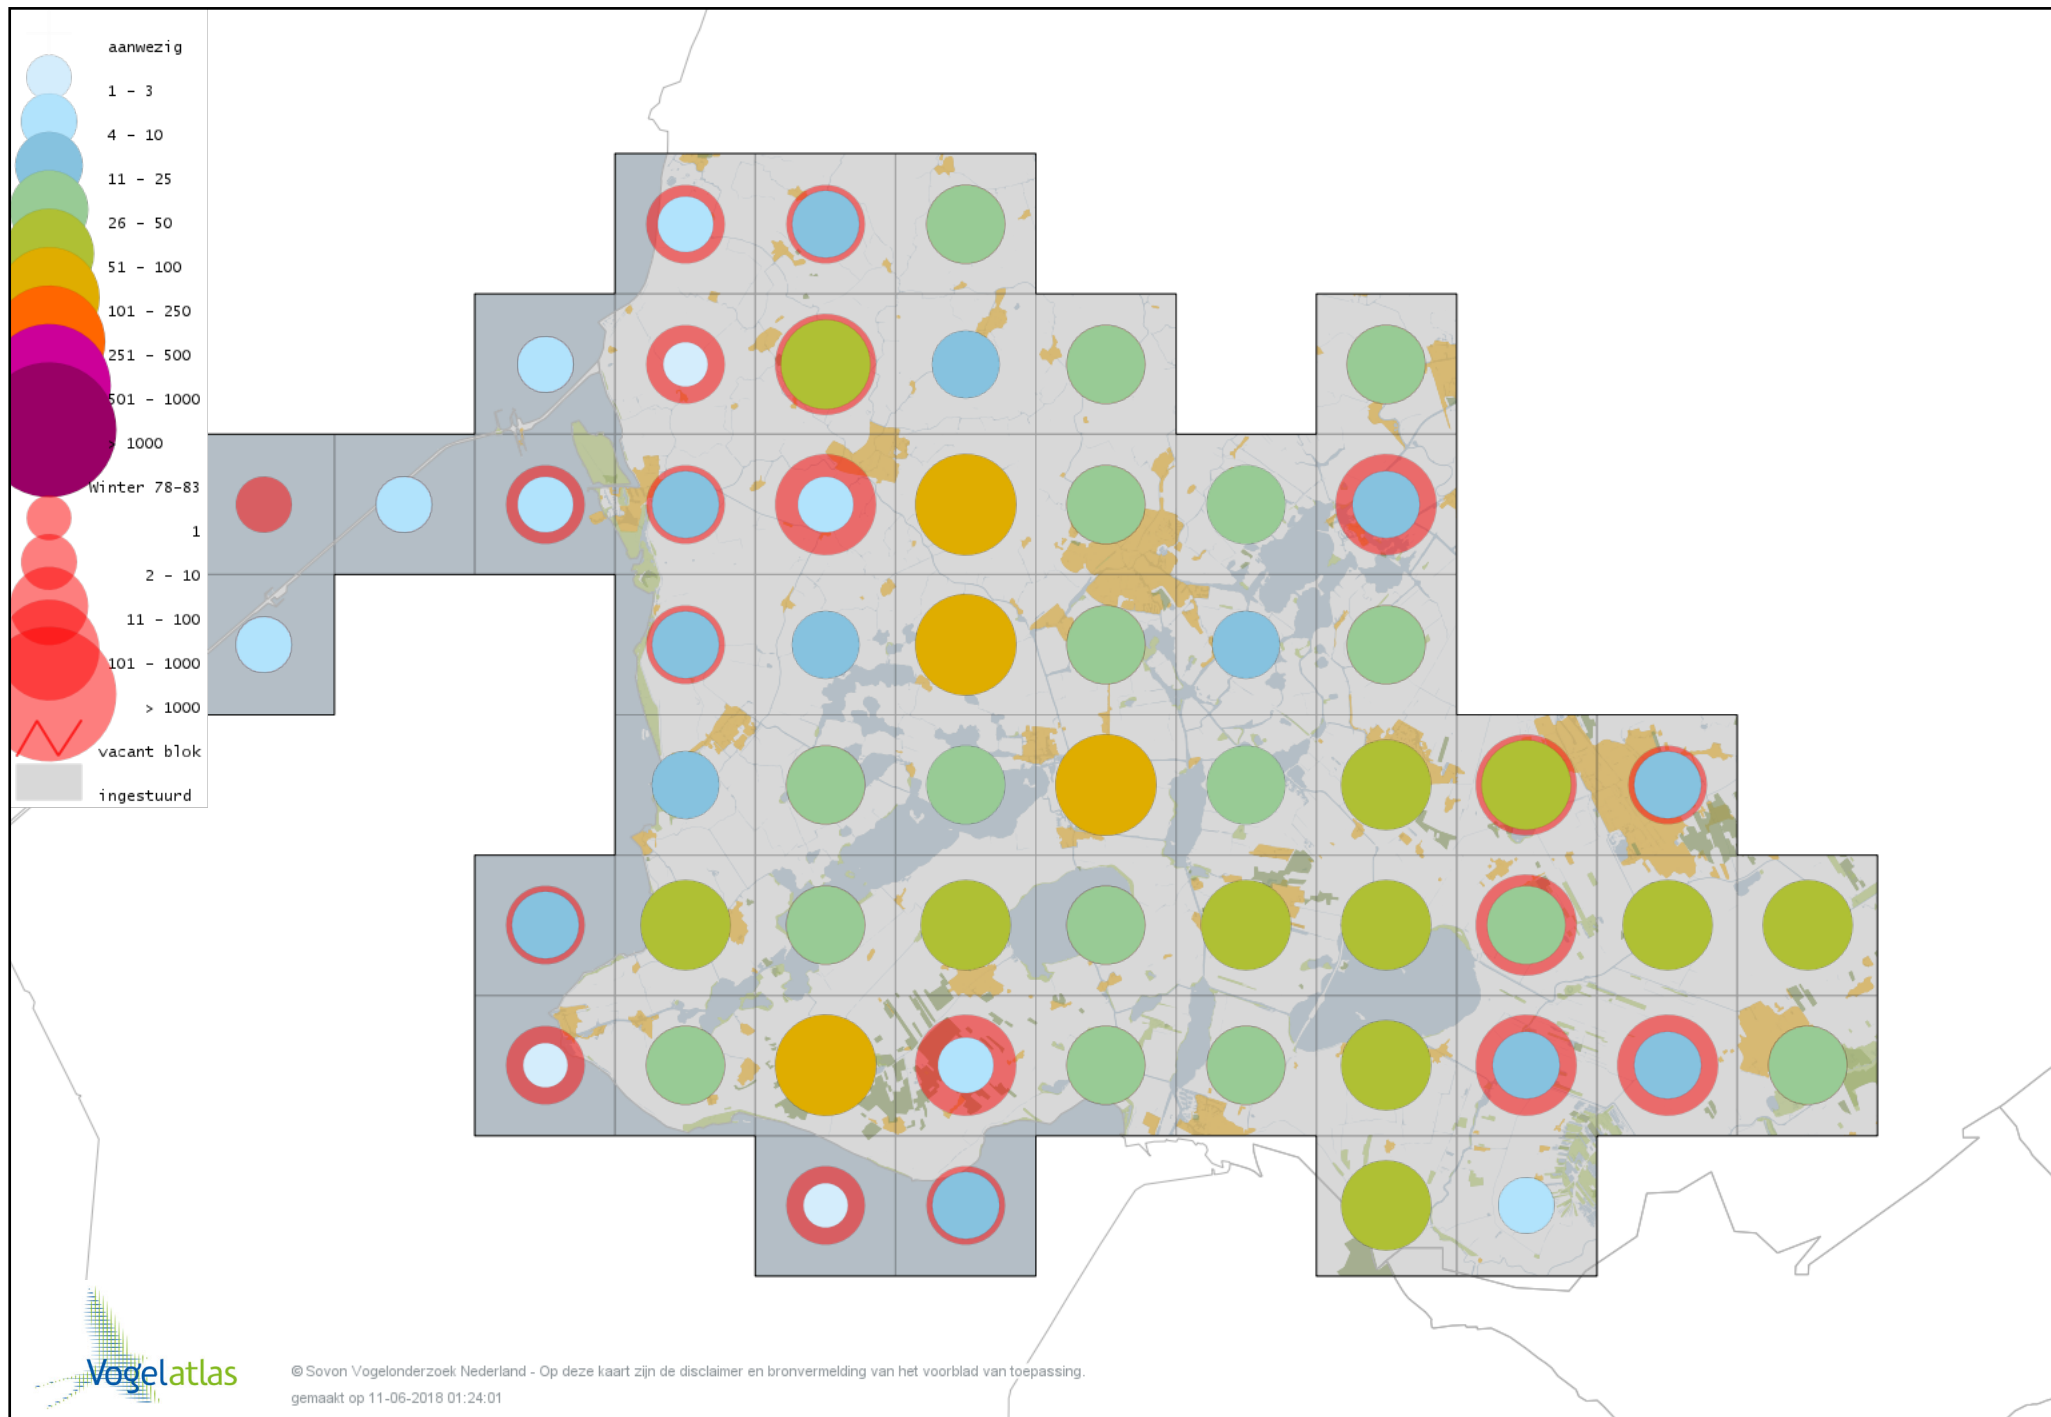 aanwezig
1 - 3
4 - 10
11 - 25
26 - 50
51 - 100
101 - 250
251 - 500
501 - 1000
> 1000
Winter 78-83
1
2 - 10
11 - 100
101 - 1000
> 1000
vacant blok
ingestuurd
Vogelatlas
© Sovon Vogelonderzoek Nederland - Op deze kaart zijn de disclaimer en bronvermelding van het voorblad van toepassing.
gemaakt op 11-06-2018 01:24:01